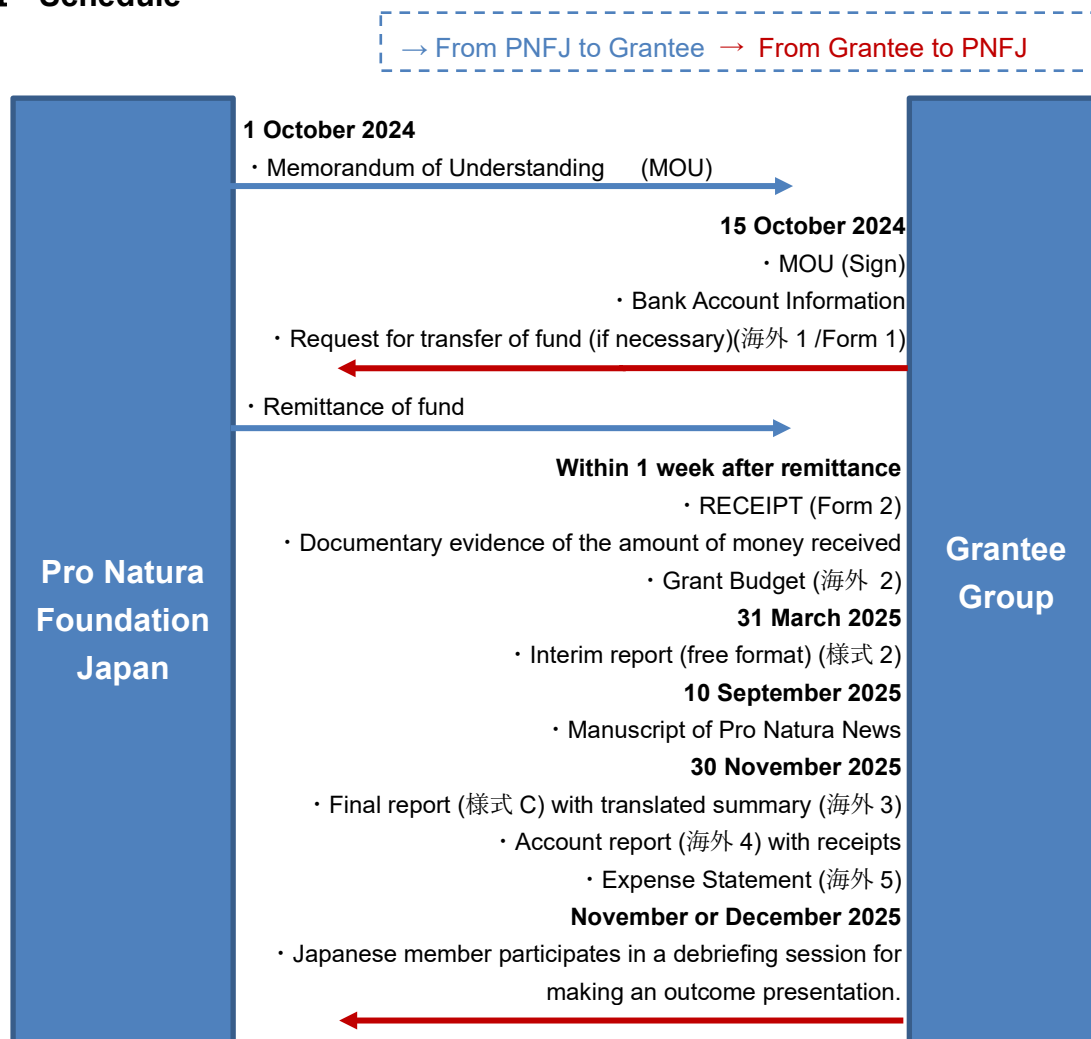 Schedule
→ From PNFJ to Grantee → From Grantee to PNFJ
1 October 2024
・Memorandum of Understanding (MOU)
15 October 2024
・MOU (Sign)
・Bank Account Information
・Request for transfer of fund (if necessary)(海外 1 /Form 1)
・Remittance of fund
Within 1 week after remittance
・RECEIPT (Form 2)
・Documentary evidence of the amount of money received
・Grant Budget (海外 2)
31 March 2025
・Interim report (free format) (様式 2)
10 September 2025
・Manuscript of Pro Natura News
30 November 2025
・Final report (様式 C) with translated summary (海外 3)
・Account report (海外 4) with receipts
・Expense Statement (海外 5)
November or December 2025
・Japanese member participates in a debriefing session for
making an outcome presentation.
Pro Natura
Foundation
Japan
Grantee
Group